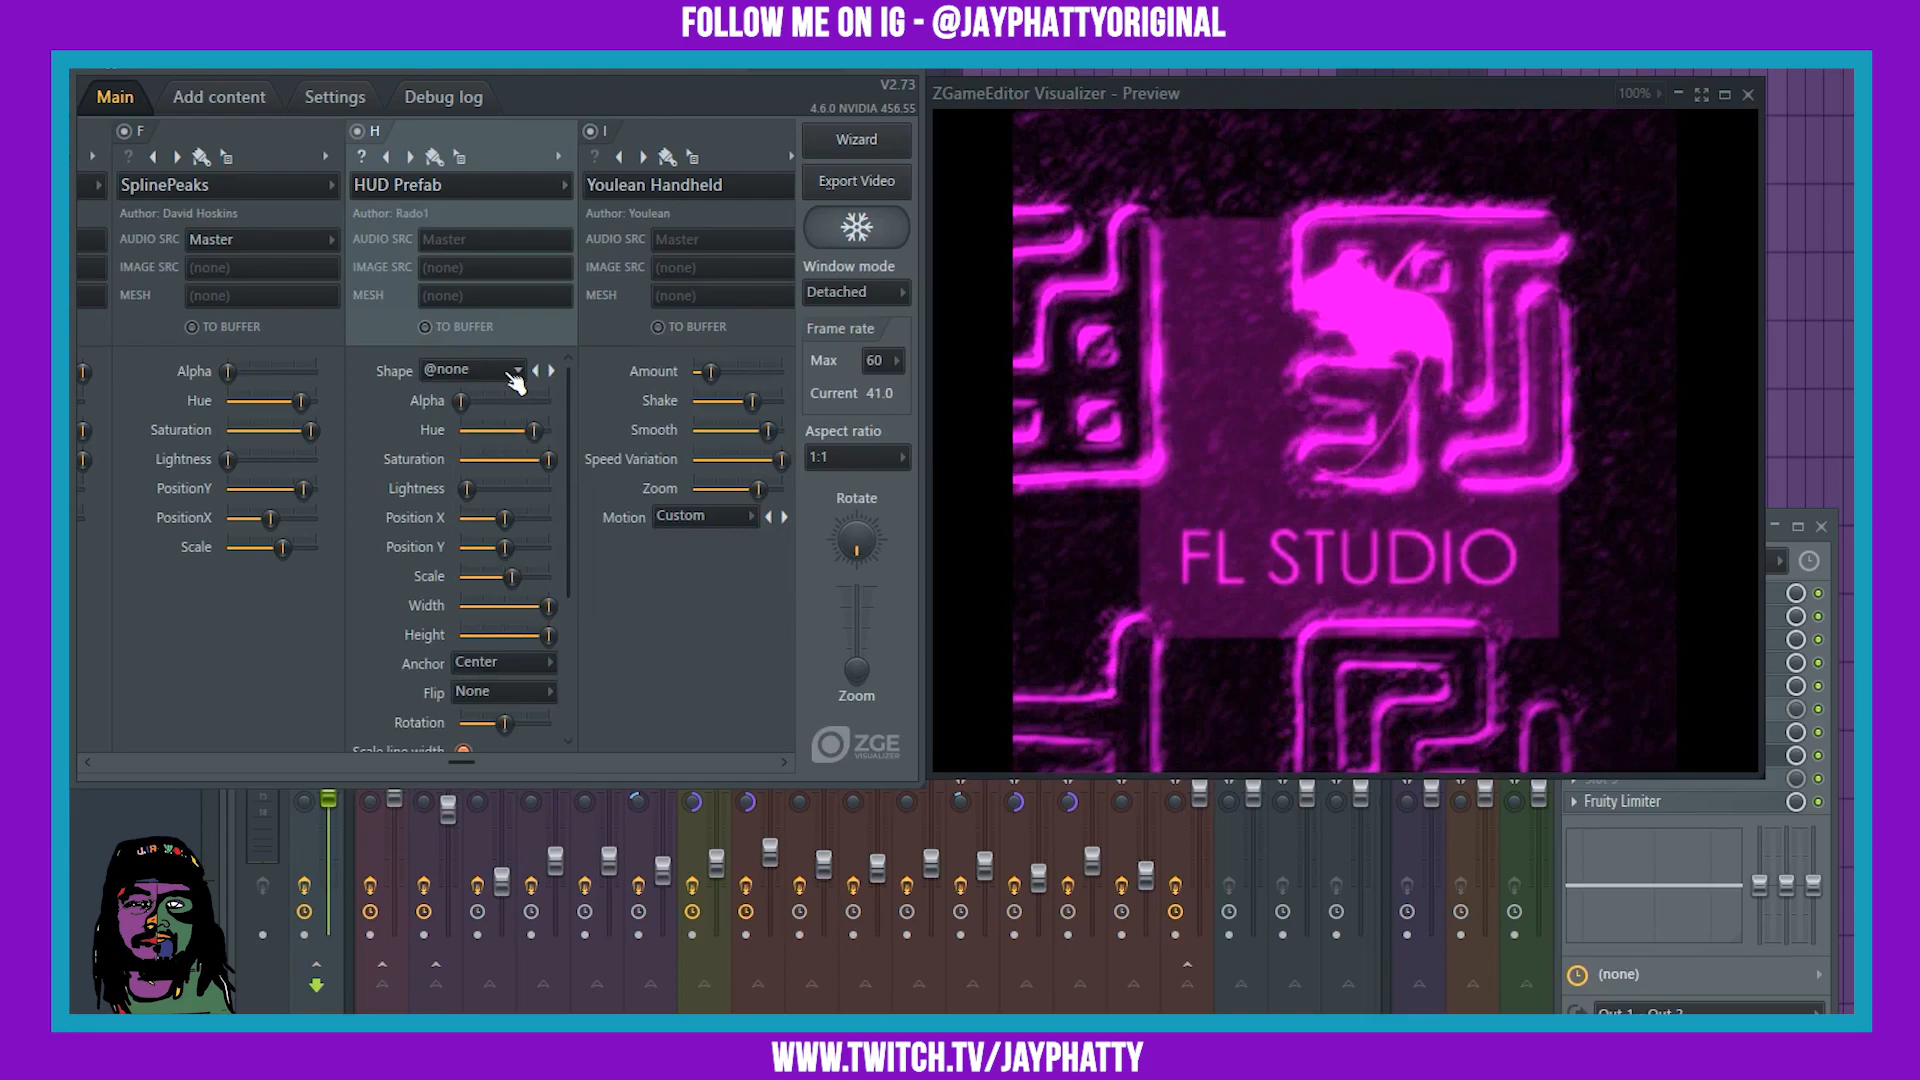 FOLLOW ME ON IG - @JAYPHATTYORIGINAL
Main
Add content
Settings
Debug log
V2.73
4.6.0 NVIDIA 456.55
F
SplinePeaks
Author: David Hoskins
AUDIO SRC Master
IMAGE SRC (none)
MESH (none)
TO BUFFER
Alpha
Hue
Saturation
Lightness
PositionY
PositionX
Scale
H
?
HUD Prefab
Author: Rado1
AUDIO SRC Master
IMAGE SRC (none)
MESH (none)
TO BUFFER
Shape @none
Alpha
Hue
Saturation
Lightness
Position X
Position Y
Scale
Width
Height
Anchor Center
Flip None
Rotation
Scale line width
I
?
Youlean Handheld
Author: Youlean
AUDIO SRC Master
IMAGE SRC (none)
MESH (none)
TO BUFFER
Amount
Shake
Smooth
Speed Variation
Zoom
Motion Custom
Wizard
Export Video
Window mode
Detached
Frame rate
Max 60
Current 41.0
Aspect ratio
1:1
Rotate
Zoom
ZGE
VISUALIZER
ZGameEditor Visualizer - Preview
100%
FL STUDIO
Fruity Limiter
(none)
WWW.TWITCH.TV/JAYPHATTY